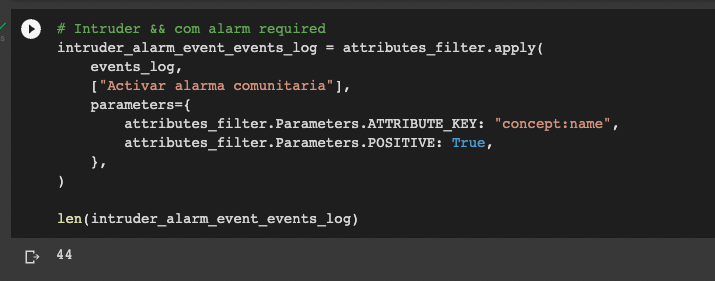 # Intruder && com alarm required
intruder_alarm_event_events_log = attributes_filter.apply(
    events_log,
    ["Activar alarma comunitaria"],
    parameters={
        attributes_filter.Parameters.ATTRIBUTE_KEY: "concept:name",
        attributes_filter.Parameters.POSITIVE: True,
    },
)
len(intruder_alarm_event_events_log)
44